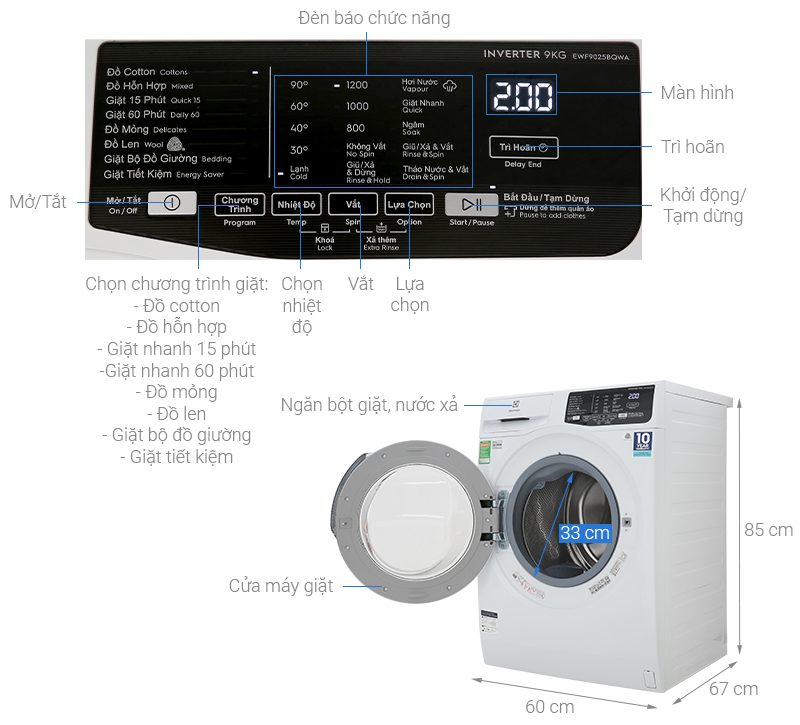 Đèn báo chức năng
INVERTER 9KG EWF9025BQWA
Đồ Cotton Cottons
Đồ Hỗn Hợp Mixed
Giặt 15 Phút Quick 15
Giặt 60 Phút Daily 60
Đồ Mỏng Delicates
Đồ Len Wool
Giặt Bộ Đồ Giường Bedding
Giặt Tiết Kiệm Energy Saver
90°
60°
40°
30°
Lạnh
Cold
1200
1000
800
Không Vắt
No Spin
Giũ/Xả
& Dừng
Rinse & Hold
Hơi Nước
Vapour
Giặt Nhanh
Quick
Ngâm
Soak
Giũ/Xả & Vắt
Rinse & Spin
Tháo Nước & Vắt
Drain & Spin
2.00
Màn hình
Trì Hoãn
Delay End
Trì hoãn
Mở/Tắt
Mở/Tắt
On/Off
Chương
Trình
Program
Nhiệt Độ
Temp
Vắt
Spin
Lựa Chọn
Option
Khoá
Lock
Xả thêm
Extra Rinse
Start/Pause
Bắt Đầu/Tạm Dừng
Dừng để thêm quần áo
Pause to add clothes
Khởi động/
Tạm dừng
Chọn chương trình giặt:
- Đồ cotton
- Đồ hỗn hợp
- Giặt nhanh 15 phút
-Giặt nhanh 60 phút
- Đồ mỏng
- Đồ len
- Giặt bộ đồ giường
- Giặt tiết kiệm
Chọn
nhiệt
độ
Vắt
Lựa
chọn
Ngăn bột giặt, nước xả
2.00
10
YEAR
33 cm
85 cm
Cửa máy giặt
67 cm
60 cm